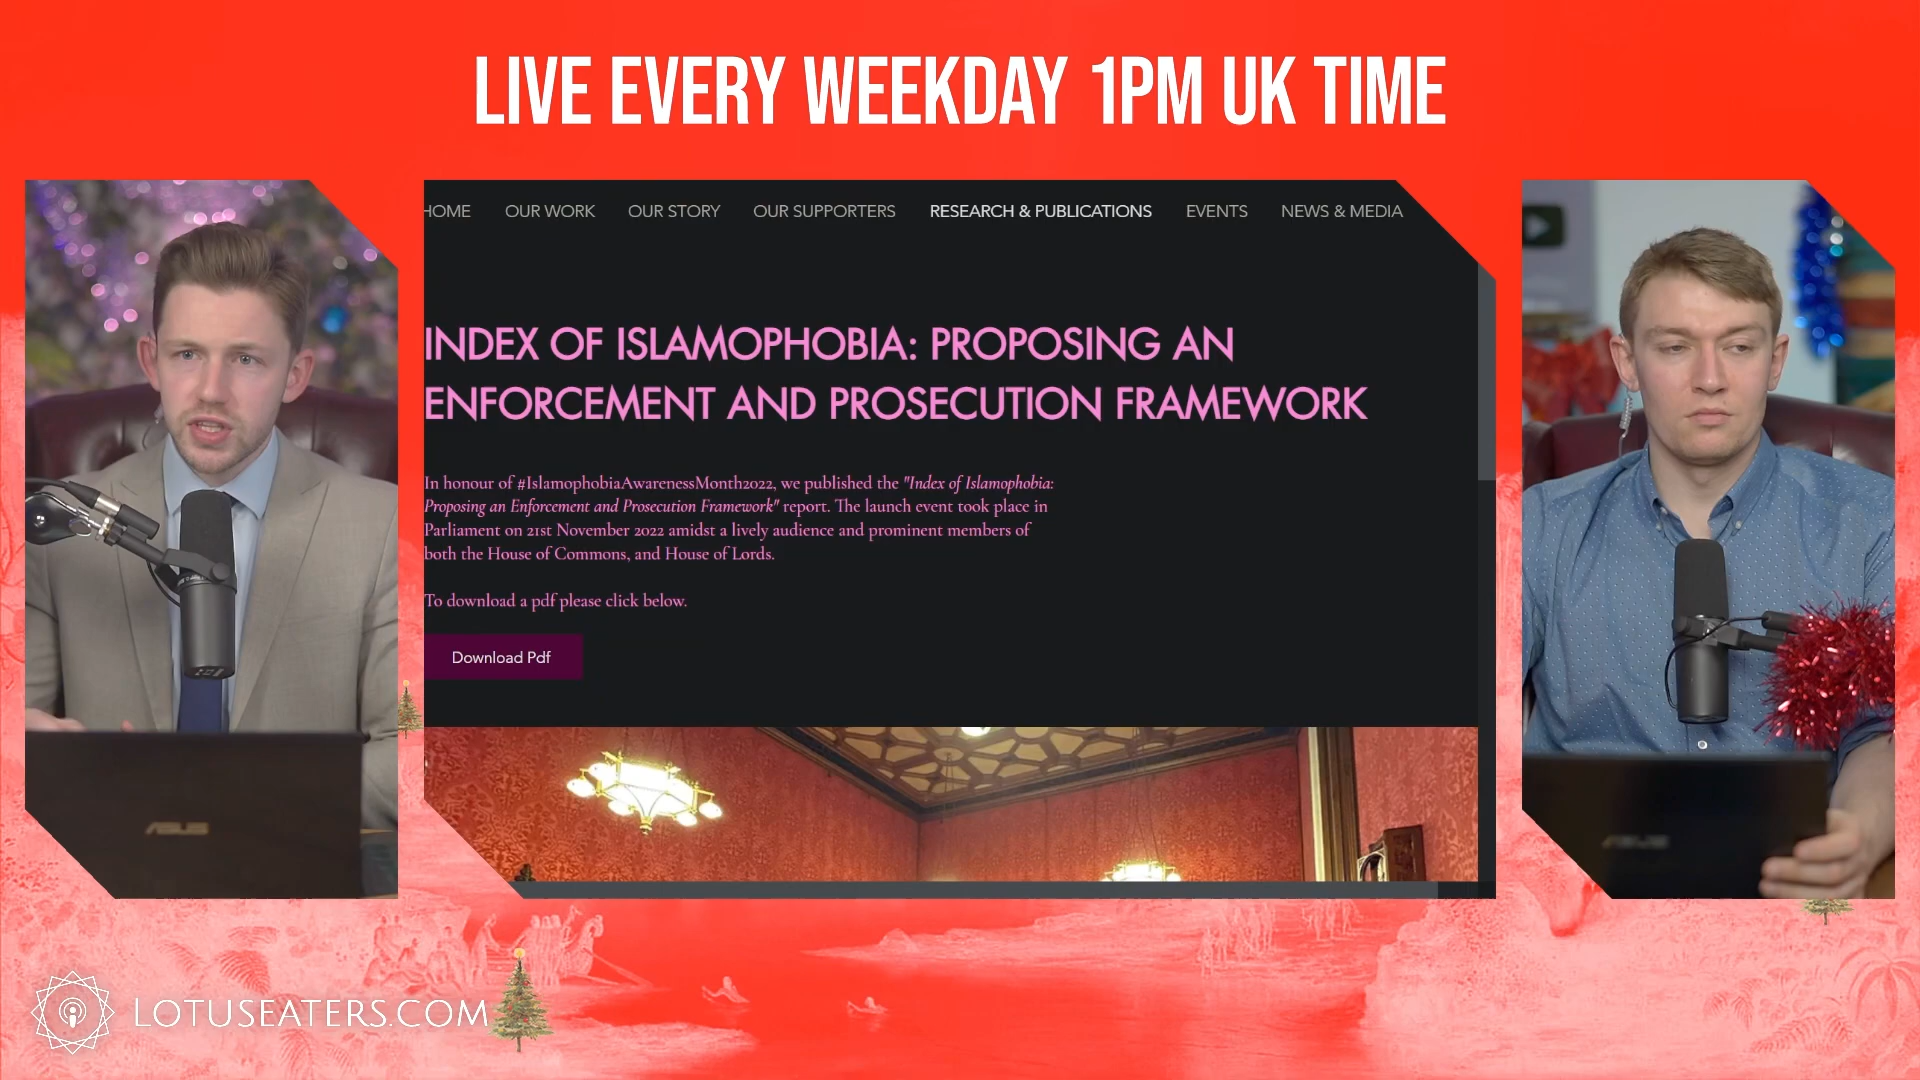 LIVE EVERY WEEKDAY 1PM UK TIME
HOME OUR WORK OUR STORY OUR SUPPORTERS RESEARCH & PUBLICATIONS EVENTS NEWS & MEDIA
INDEX OF ISLAMOPHOBIA: PROPOSING AN
ENFORCEMENT AND PROSECUTION FRAMEWORK
In honour of #IslamophobiaAwarenessMonth2022, we published the "Index of Islamophobia:
Proposing an Enforcement and Prosecution Framework" report. The launch event took place in
Parliament on 21st November 2022 amidst a lively audience and prominent members of
both the House of Commons, and House of Lords.
To download a pdf please click below.
Download Pdf
ASUS
ASUS
LOTUSEATERS.COM